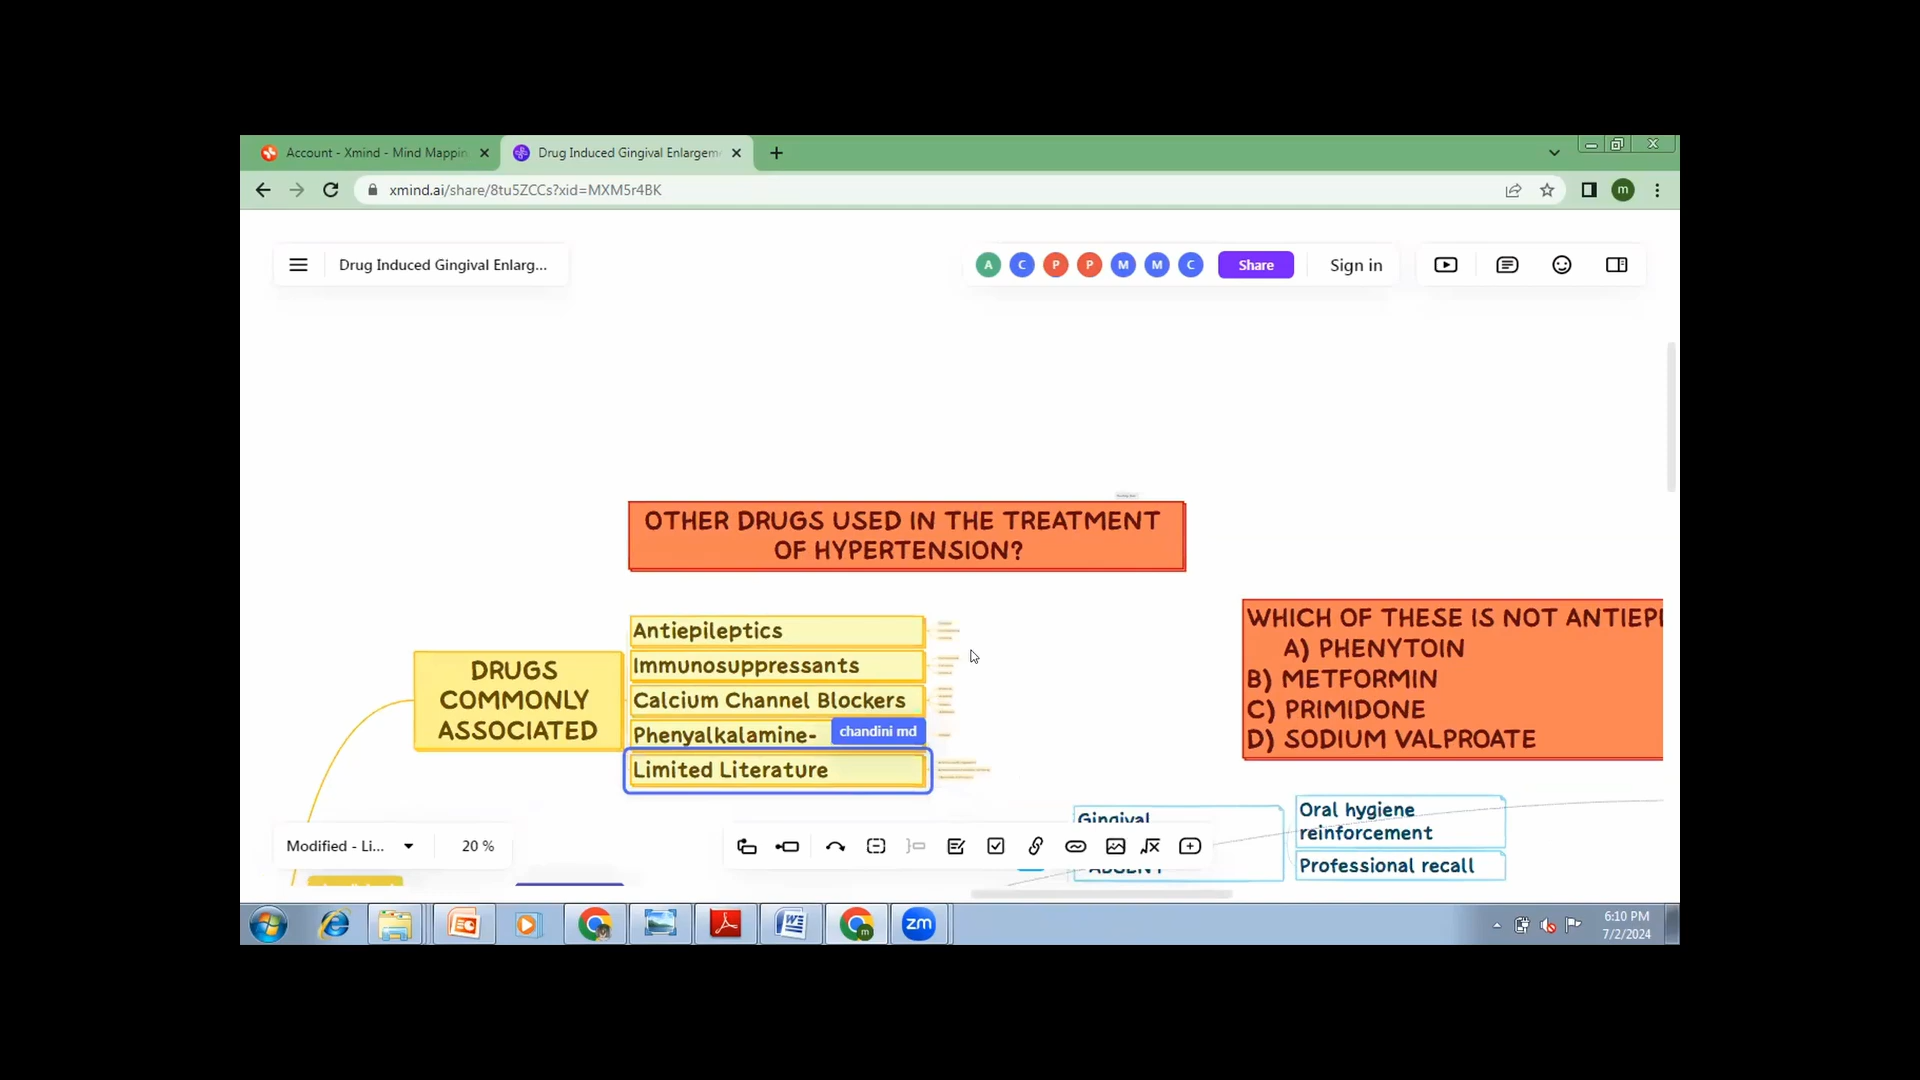 Account - Xmind - Mind Mappin
Drug Induced Gingival Enlargem
xmind.ai/share/8tu5ZCCs?xid=MXM5r4BK
m
Drug Induced Gingival Enlarg...
A C P P M M C
Share
Sign in
OTHER DRUGS USED IN THE TREATMENT
OF HYPERTENSION?
DRUGS
COMMONLY
ASSOCIATED
Antiepileptics
Immunosuppressants
Calcium Channel Blockers
Phenyalkalamine-
chandini md
Limited Literature
WHICH OF THESE IS NOT ANTIEPI
A) PHENYTOIN
B) METFORMIN
C) PRIMIDONE
D) SODIUM VALPROATE
Gingival
ABSENT
Oral hygiene
reinforcement
Professional recall
Modified - Li...
20 %
zm
6:10 PM
7/2/2024